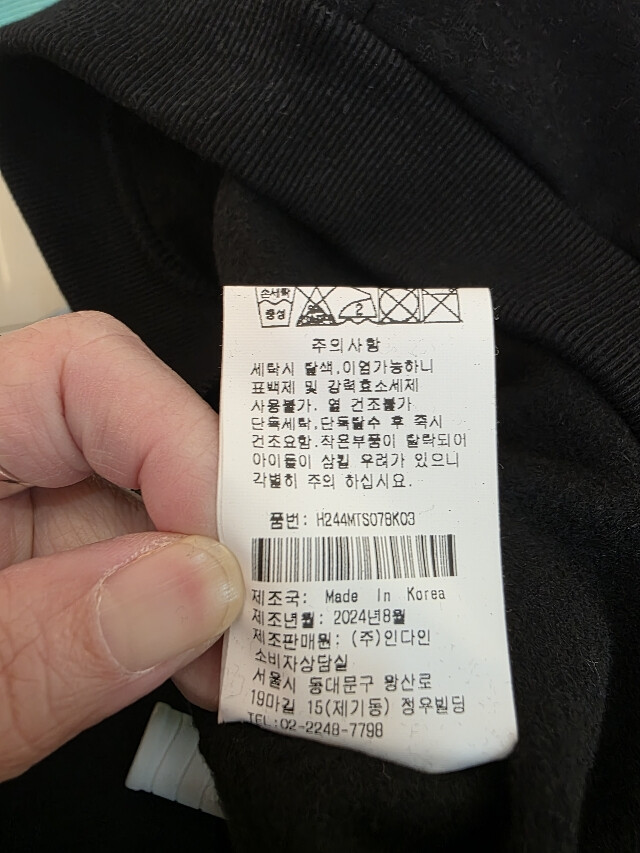 손세탁
중성
2
주의사항
세탁시 탈색,이염가능하니
표백제 및 강력효소세제
사용불가. 열 건조불가
단독세탁,단독탈수 후 즉시
건조요함.작은부품이 탈락되어
아이들이 삼킬 우려가 있으니
각별히 주의 하십시요.
품번: H244MTS078K03
제조국: Made In Korea
제조년월: 2024년8월
제조판매원: (주)인다인
소비자상담실
서울시 동대문구 왕산로
19마길 15(제기동) 정우빌딩
TEL:02-2248-7798